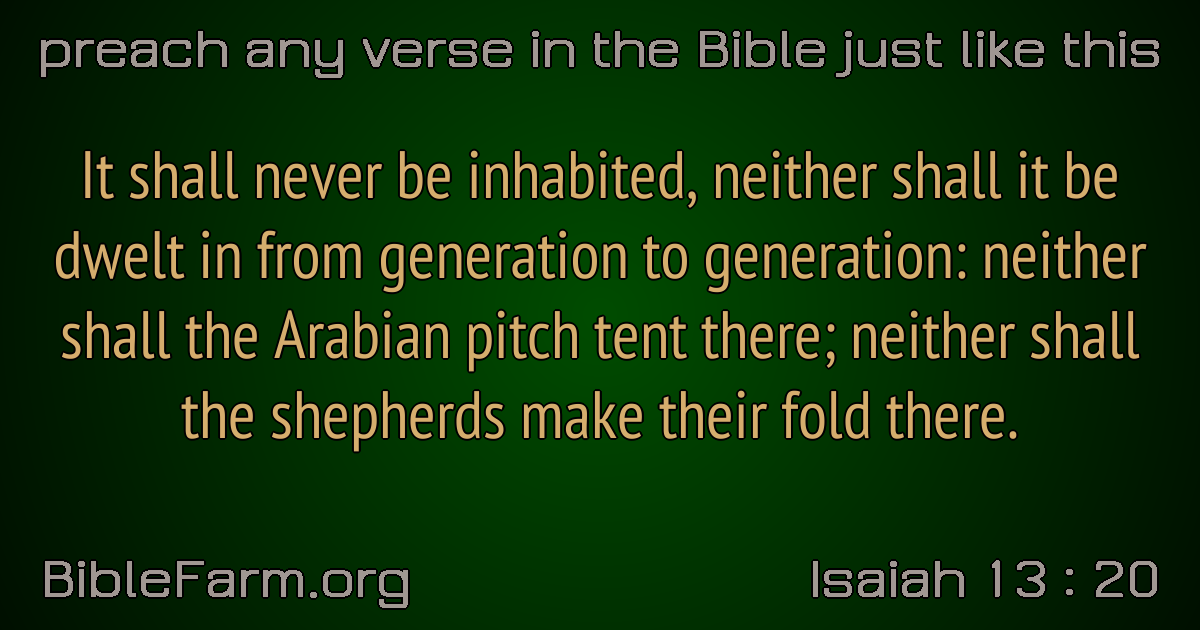 preach any verse in the Bible just like this
It shall never be inhabited, neither shall it be
dwelt in from generation to generation: neither
shall the Arabian pitch tent there; neither shall
the shepherds make their fold there.
BibleFarm.org
Isaiah 13 : 20